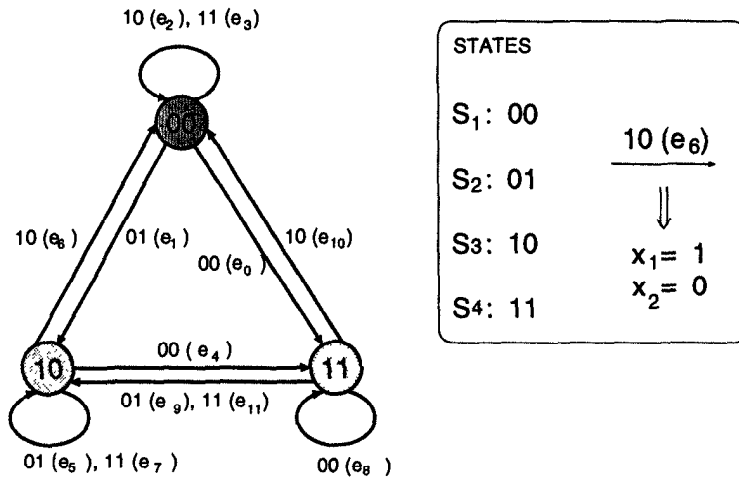 10 (e₂), 11 (e₃)
00
10 (e₆)
01 (e₁)
00 (e₀)
10 (e₁₀)
10
00 (e₄)
11
01 (e₉), 11 (e₁₁)
01 (e₅), 11 (e₇)
00 (e₈)
STATES
S₁: 00
S₂: 01
S3: 10
S4: 11
10 (e₆)
⇓
x₁= 1
x₂= 0